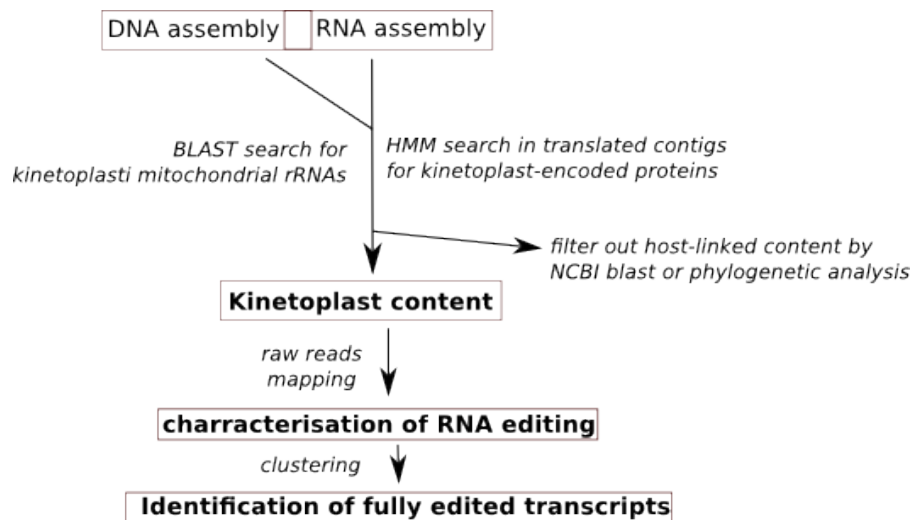 DNA assembly RNA assembly
BLAST search for
kinetoplasti mitochondrial rRNAs
HMM search in translated contigs
for kinetoplast-encoded proteins
filter out host-linked content by
NCBI blast or phylogenetic analysis
Kinetoplast content
raw reads
mapping
charracterisation of RNA editing
clustering
Identification of fully edited transcripts